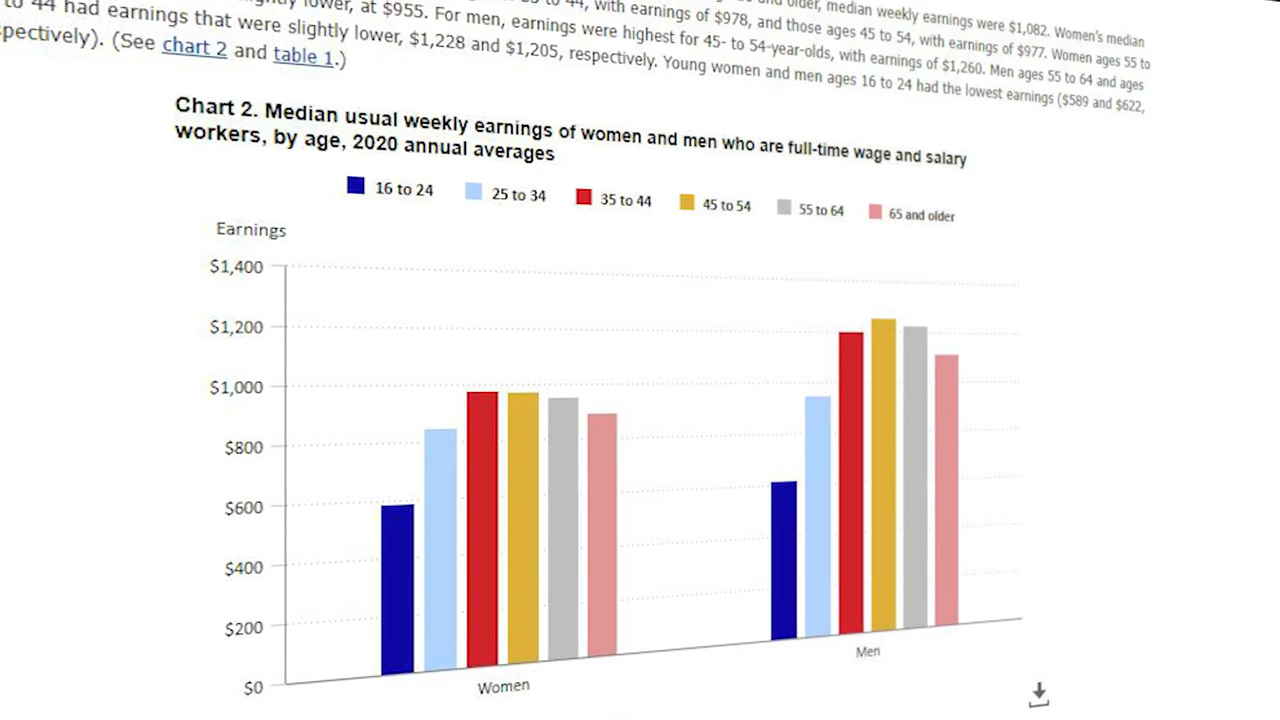 older, median weekly earnings were $1,082. Women's median
lower, at $955. For men, earnings were highest for 45- to 54-year-olds, with earnings of $1,260. Men ages 55 to 64 and ages
44, with earnings of $978, and those ages 45 to 54, with earnings of $977. Women ages 55 to
to 44 had earnings that were slightly lower, $1,228 and $1,205, respectively. Young women and men ages 16 to 24 had the lowest earnings ($589 and $622,
(See chart 2 and table 1.)
Chart 2. Median usual weekly earnings of women and men who are full-time wage and salary
workers, by age, 2020 annual averages
16 to 24 25 to 34 35 to 44 45 to 54 55 to 64 65 and older
Earnings
$1,400
$1,200
$1,000
$800
$600
$400
$200
$0
Women
Men